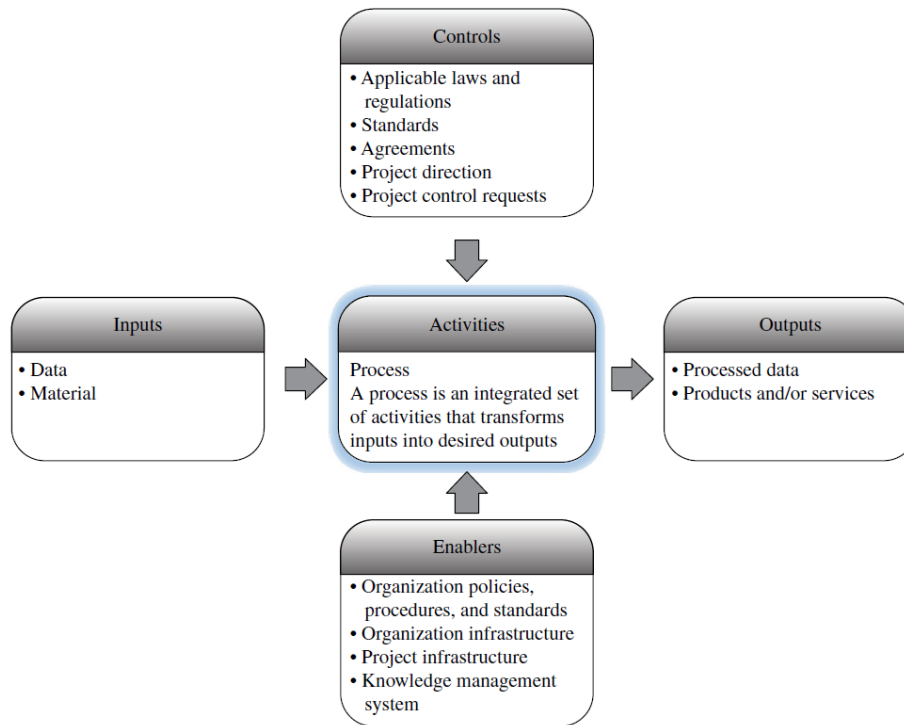 Controls
• Applicable laws and
regulations
• Standards
• Agreements
• Project direction
• Project control requests
Inputs
• Data
• Material
Activities
Process
A process is an integrated set
of activities that transforms
inputs into desired outputs
Outputs
• Processed data
• Products and/or services
Enablers
• Organization policies,
procedures, and standards
• Organization infrastructure
• Project infrastructure
• Knowledge management
system